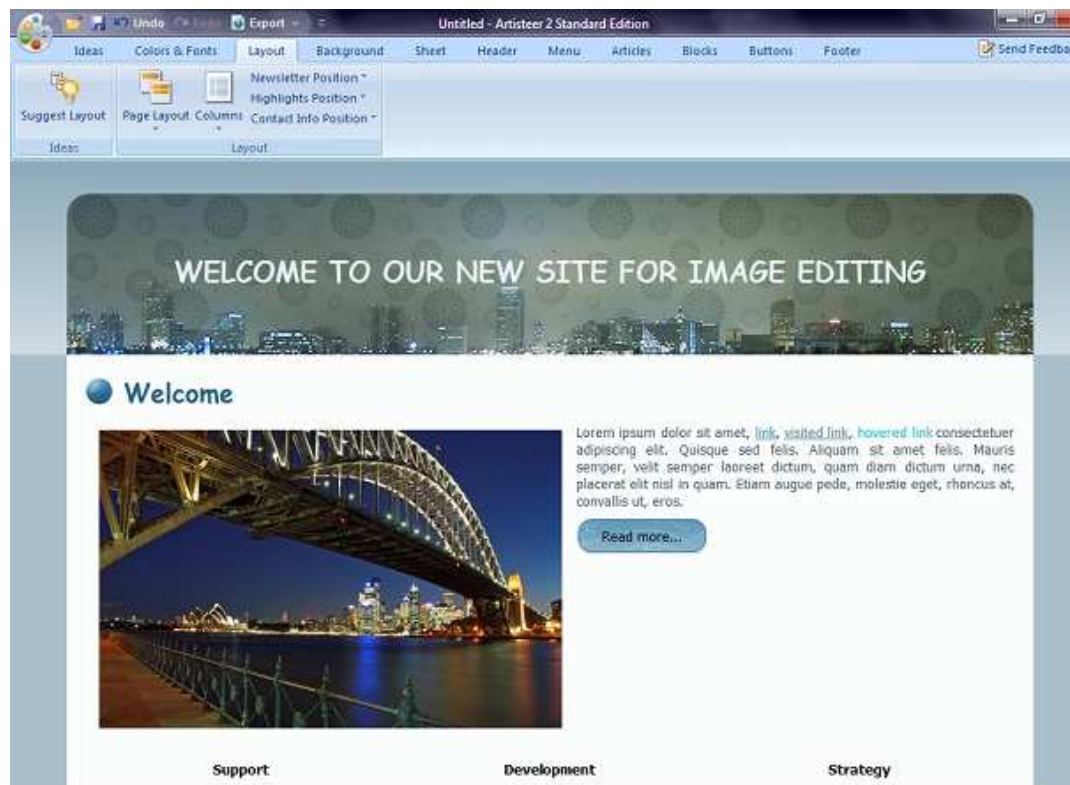 Undo Export Untitled - Artisteer 2 Standard Edition
Ideas Colors & Fonts Layout Background Sheet Header Menu Articles Blocks Buttons Footer Send Feedba
Newsletter Position
Highlights Position
Suggest Layout Page Layout Columns Contact Info Position
Ideas Layout
WELCOME TO OUR NEW SITE FOR IMAGE EDITING
Welcome
Lorem ipsum dolor sit amet, link, visited link, hovered link consectetuer
adipiscing elit. Quisque sed felis. Aliquam sit amet felis. Mauris
semper, velit semper laoreet dictum, quam diam dictum urna, nec
placerat elit nisl in quam. Etiam augue pede, molestie eget, rhoncus at,
convallis ut, eros.
Read more...
Support Development Strategy